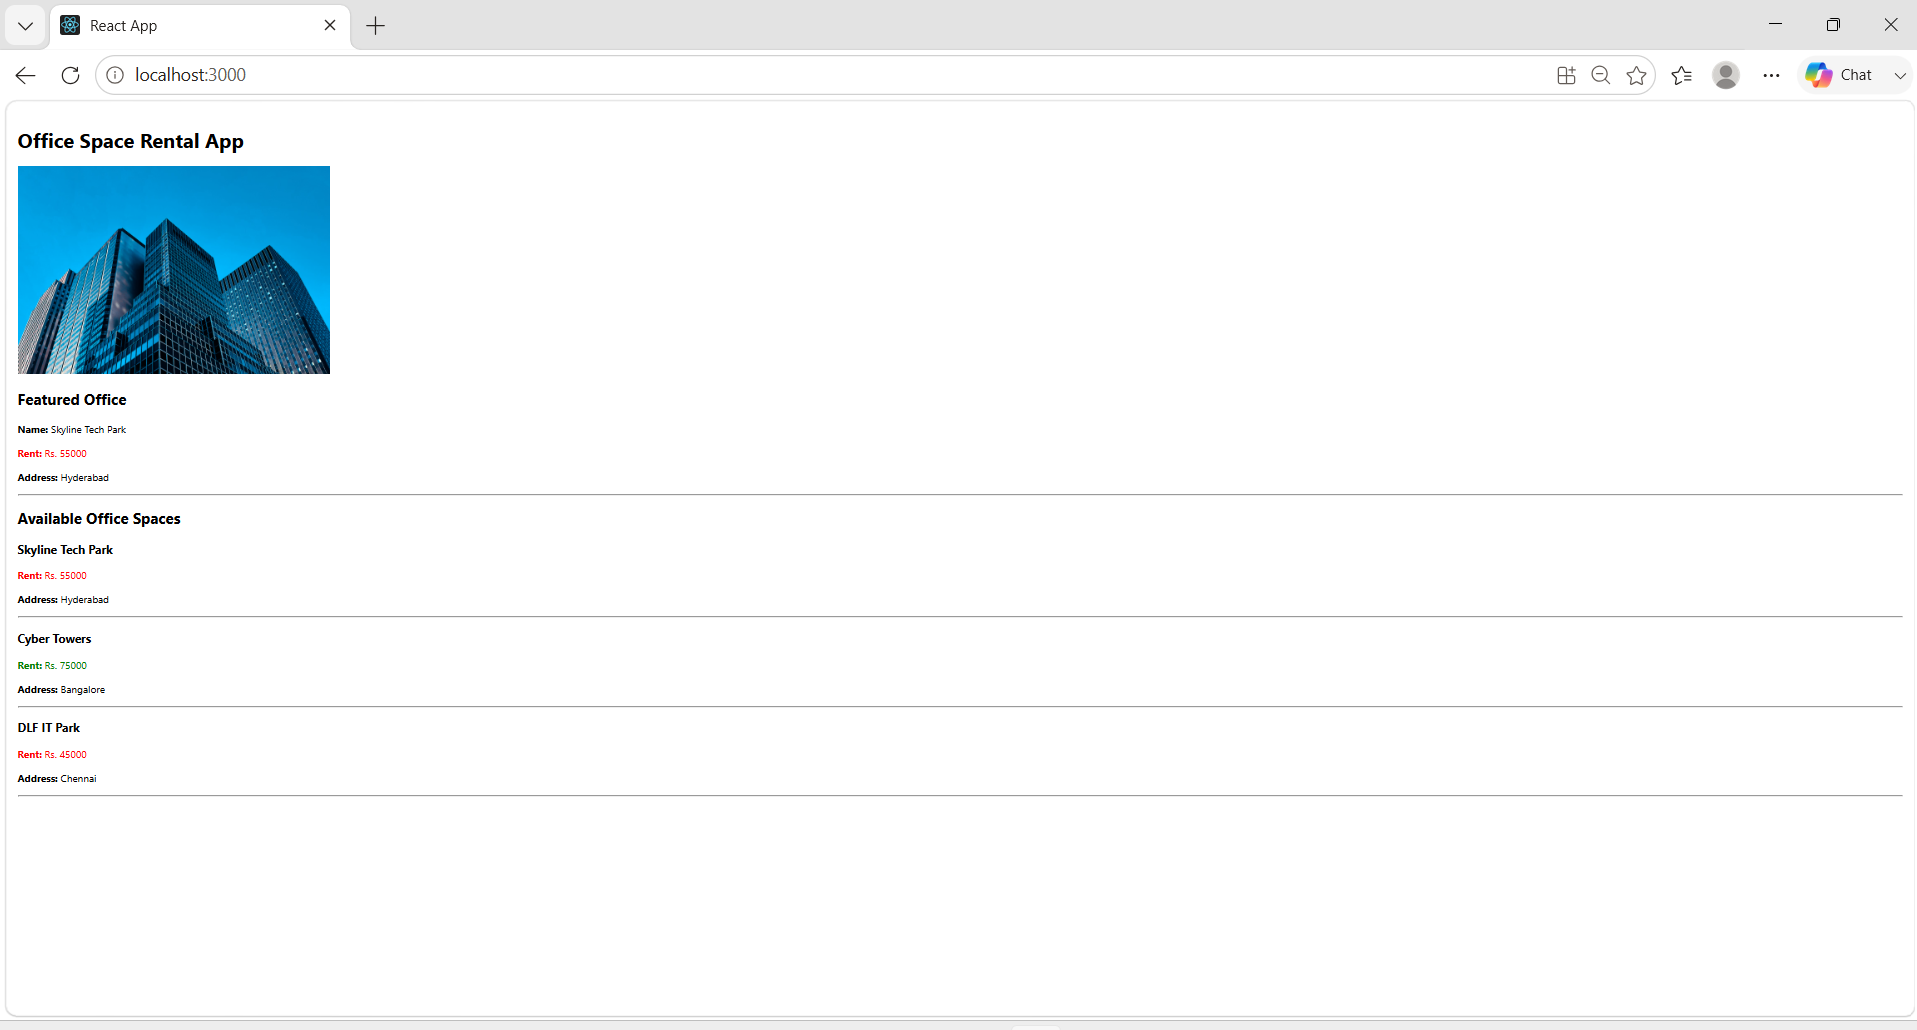 React App
localhost:3000
Chat
Office Space Rental App
Featured Office
Name: Skyline Tech Park
Rent: Rs. 55000
Address: Hyderabad
Available Office Spaces
Skyline Tech Park
Rent: Rs. 55000
Address: Hyderabad
Cyber Towers
Rent: Rs. 75000
Address: Bangalore
DLF IT Park
Rent: Rs. 45000
Address: Chennai